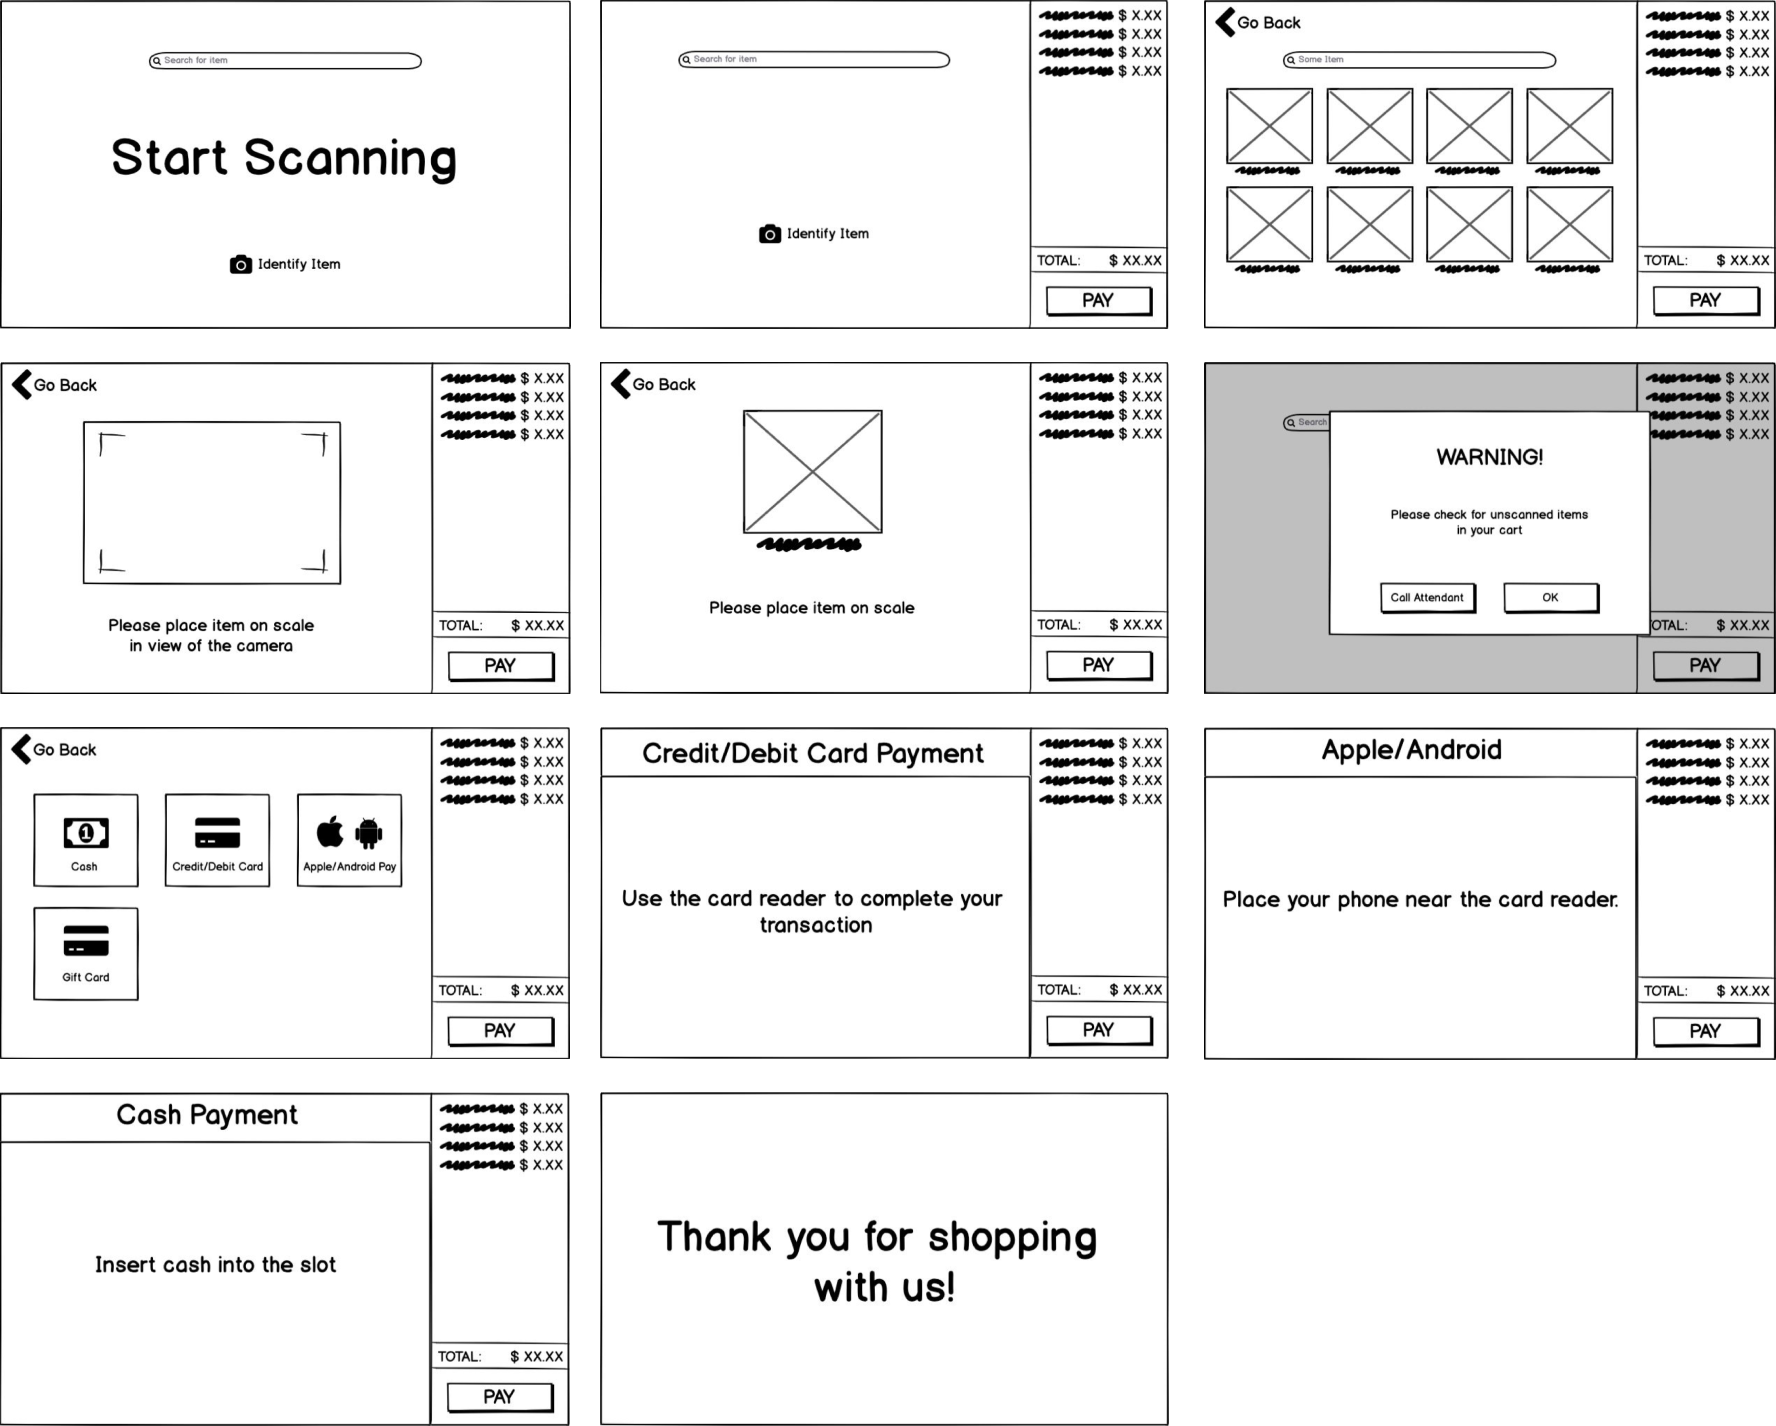 Search for item
Start Scanning
Identify Item
Search for item
Identify Item
$ X.XX
$ X.XX
$ X.XX
$ X.XX
TOTAL: $ XX.XX
PAY
Go Back
Some Item
$ X.XX
$ X.XX
$ X.XX
$ X.XX
TOTAL: $ XX.XX
PAY
Go Back
Please place item on scale
in view of the camera
$ X.XX
$ X.XX
$ X.XX
$ X.XX
TOTAL: $ XX.XX
PAY
Go Back
Please place item on scale
$ X.XX
$ X.XX
$ X.XX
$ X.XX
TOTAL: $ XX.XX
PAY
Search
WARNING!
Please check for unscanned items
in your cart
Call Attendant OK
$ X.XX
$ X.XX
$ X.XX
$ X.XX
OTAL: $ XX.XX
PAY
Go Back
Cash
Credit/Debit Card
Apple/Android Pay
Gift Card
$ X.XX
$ X.XX
$ X.XX
$ X.XX
TOTAL: $ XX.XX
PAY
Credit/Debit Card Payment
Use the card reader to complete your
transaction
$ X.XX
$ X.XX
$ X.XX
$ X.XX
TOTAL: $ XX.XX
PAY
Apple/Android
Place your phone near the card reader.
$ X.XX
$ X.XX
$ X.XX
$ X.XX
TOTAL: $ XX.XX
PAY
Cash Payment
Insert cash into the slot
$ X.XX
$ X.XX
$ X.XX
$ X.XX
TOTAL: $ XX.XX
PAY
Thank you for shopping
with us!